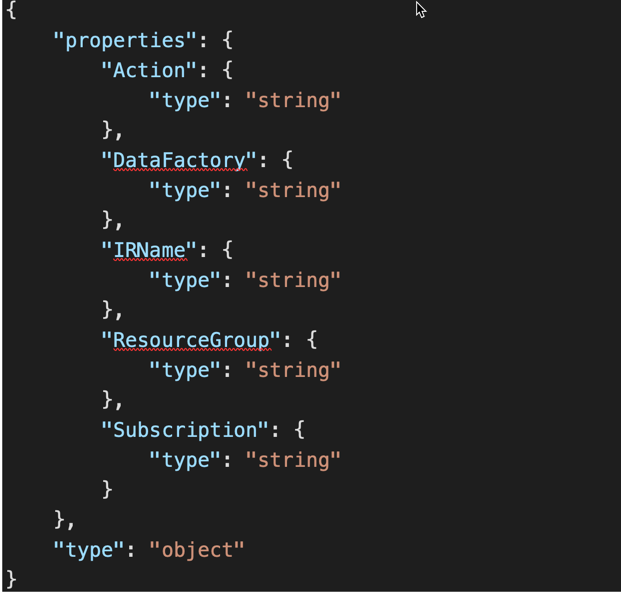 {
    "properties": {
        "Action": {
            "type": "string"
        },
        "DataFactory": {
            "type": "string"
        },
        "IRName": {
            "type": "string"
        },
        "ResourceGroup": {
            "type": "string"
        },
        "Subscription": {
            "type": "string"
        }
    },
    "type": "object"
}